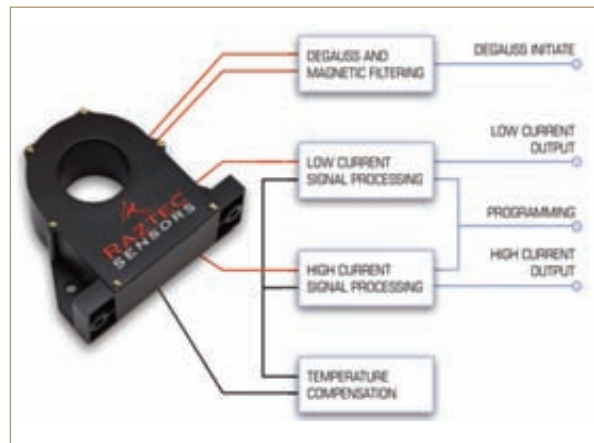 DEGAUSS AND
MAGNETIC FILTERING
DEGAUSS INITIATE
LOW CURRENT
OUTPUT
LOW CURRENT
SIGNAL PROCESSING
PROGRAMMING
HIGH CURRENT
OUTPUT
HIGH CURRENT
SIGNAL PROCESSING
TEMPERATURE
COMPENSATION
RAZTEC
SENSORS